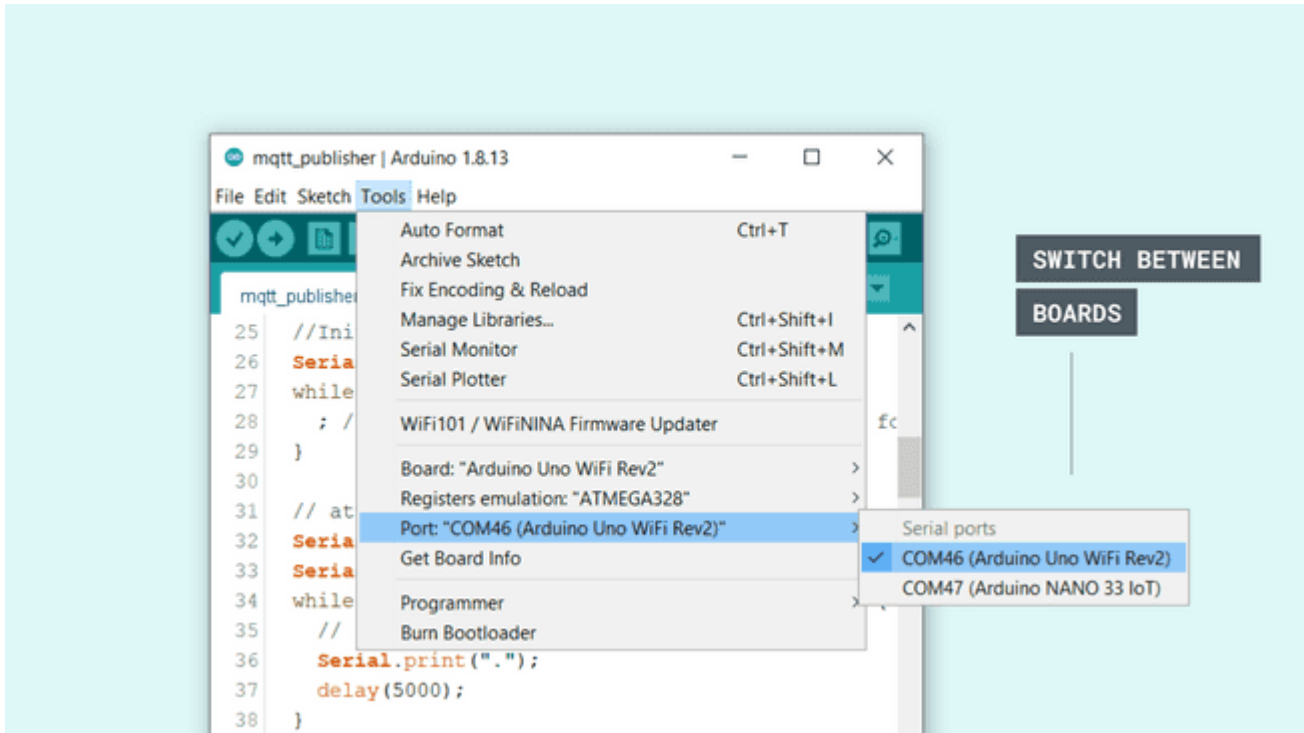 mqtt_publisher | Arduino 1.8.13
File Edit Sketch Tools Help
mqtt_publisher
Auto Format Ctrl+T
Archive Sketch
Fix Encoding & Reload
Manage Libraries... Ctrl+Shift+I
Serial Monitor Ctrl+Shift+M
Serial Plotter Ctrl+Shift+L
WiFi101 / WiFiNINA Firmware Updater
Board: "Arduino Uno WiFi Rev2"
Registers emulation: "ATMEGA328"
Port: "COM46 (Arduino Uno WiFi Rev2)"
Get Board Info
Programmer
Burn Bootloader
Serial ports
COM46 (Arduino Uno WiFi Rev2)
COM47 (Arduino NANO 33 IoT)
25 //Ini
26 Seria
27 while
28 ; / fo
29 }
30
31 // at
32 Seria
33 Seria
34 while (
35 //
36 Serial.print(".");
37 delay(5000);
38 }
SWITCH BETWEEN
BOARDS